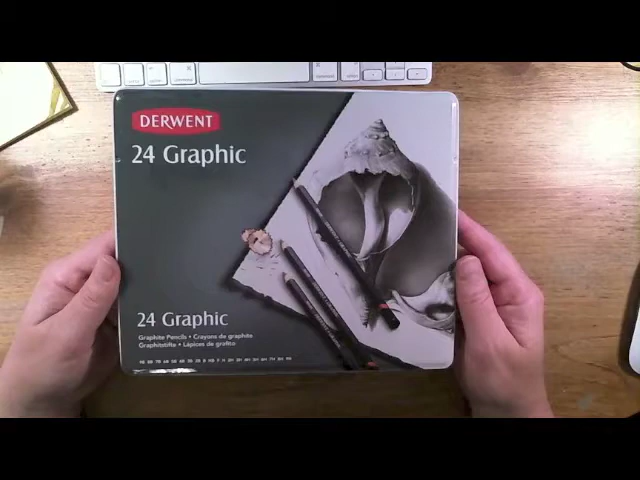 DERWENT
24 Graphic
24 Graphic
Graphite Pencils • Crayons de graphite
Graphitstifte • Lápices de grafito